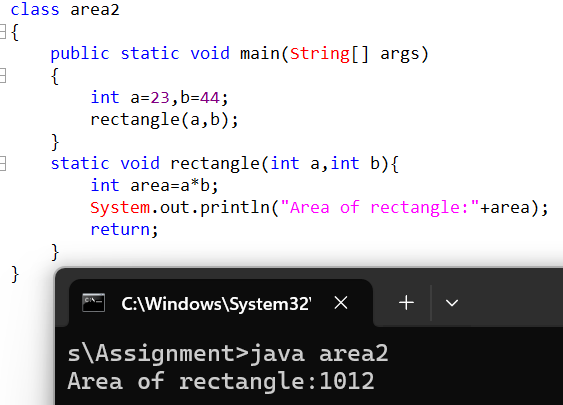 class area2
{
public static void main(String[] args)
{
int a=23,b=44;
rectangle(a,b);
}
static void rectangle(int a,int b){
int area=a*b;
System.out.println("Area of rectangle:"+area);
return;
}
}
C:\Windows\System32\
s\Assignment>java area2
Area of rectangle:1012